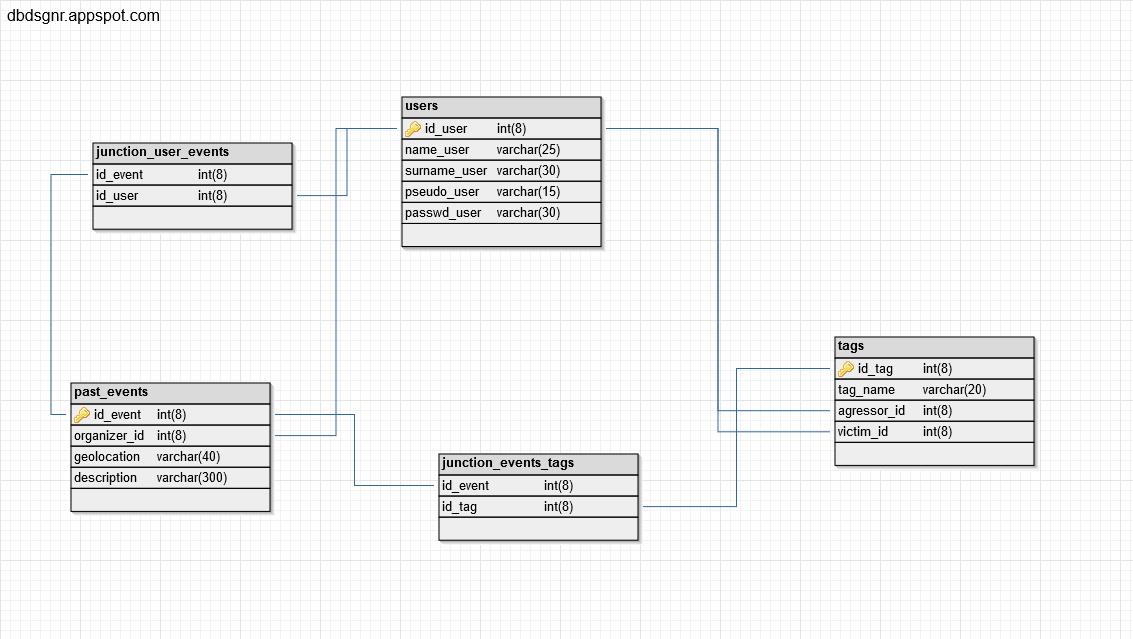 dbdsgnr.appspot.com
users
id_user int(8)
name_user varchar(25)
surname_user varchar(30)
pseudo_user varchar(15)
passwd_user varchar(30)
junction_user_events
id_event int(8)
id_user int(8)
tags
id_tag int(8)
tag_name varchar(20)
agressor_id int(8)
victim_id int(8)
past_events
id_event int(8)
organizer_id int(8)
geolocation varchar(40)
description varchar(300)
junction_events_tags
id_event int(8)
id_tag int(8)